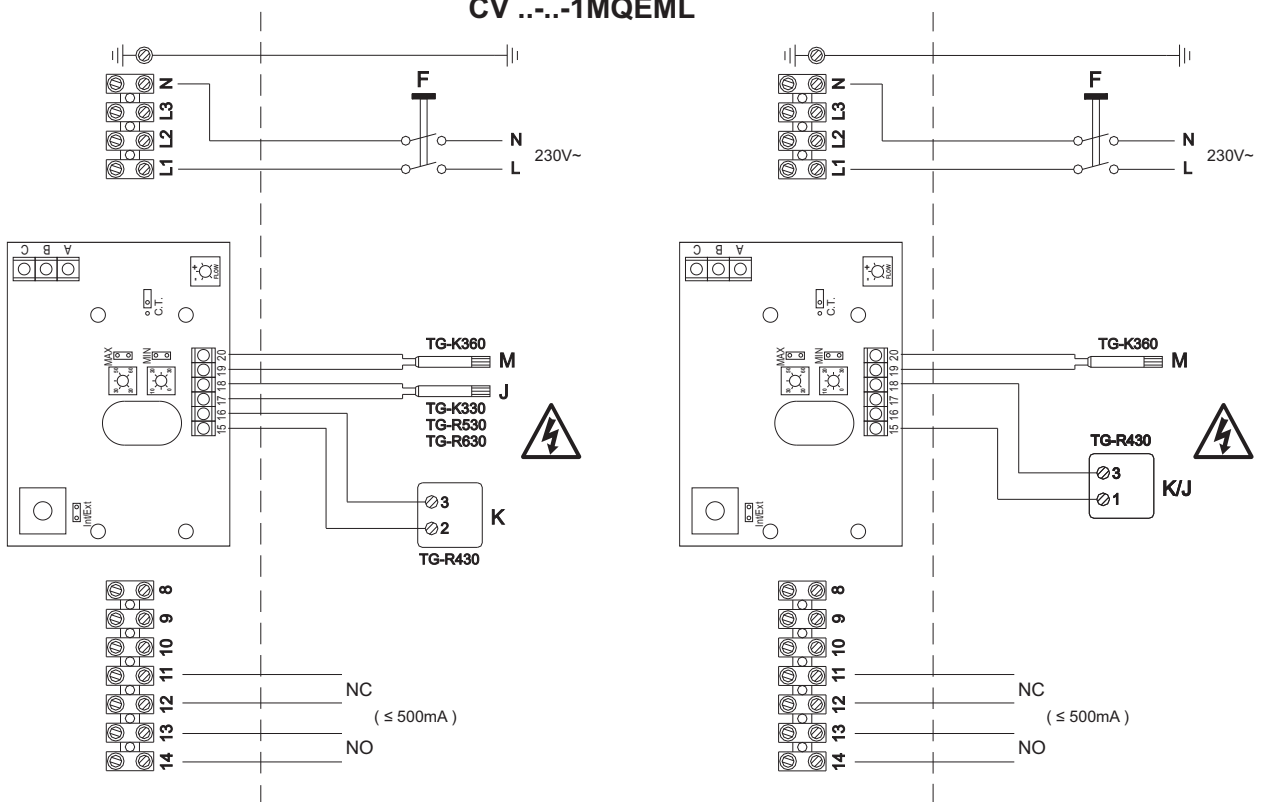 CV ..-..-1MQEML
N
L3
L2
L1
F
N
L
230V~
C B A
- +
FLOW
C.T.
MAX
MIN
20
19
18
17
16
15
TG-K360
M
J
TG-K330
TG-R530
TG-R630
3
2
K
TG-R430
Int/Ext
8
9
10
11
12
13
14
NC
( ≤ 500mA )
NO
N
L3
L2
L1
F
N
L
230V~
C B A
- +
FLOW
C.T.
MAX
MIN
20
19
18
17
16
15
TG-K360
M
TG-R430
3
1
K/J
Int/Ext
8
9
10
11
12
13
14
NC
( ≤ 500mA )
NO